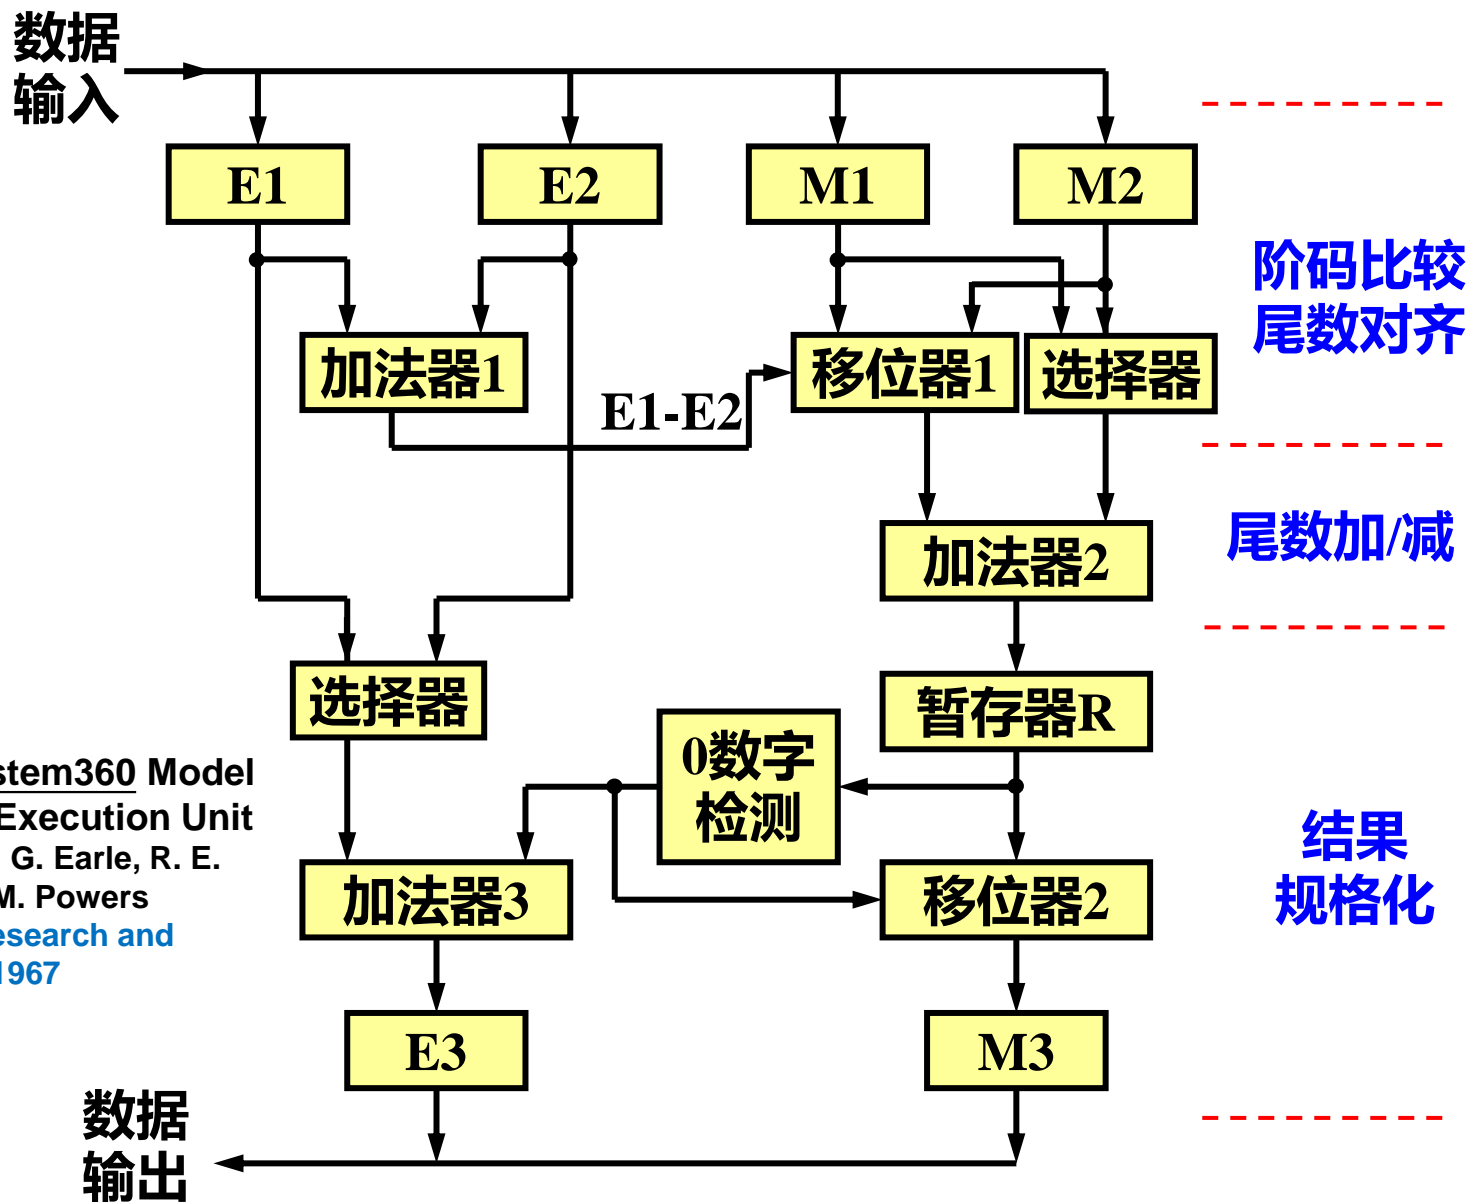 数据
输入
E1
E2
M1
M2
阶码比较
尾数对齐
加法器1
移位器1
选择器
E1-E2
尾数加/减
加法器2
选择器
暂存器R
0数字
检测
stem360 Model
Execution Unit
G. Earle, R. E.
M. Powers
esearch and
1967
结果
规格化
加法器3
移位器2
E3
M3
数据
输出